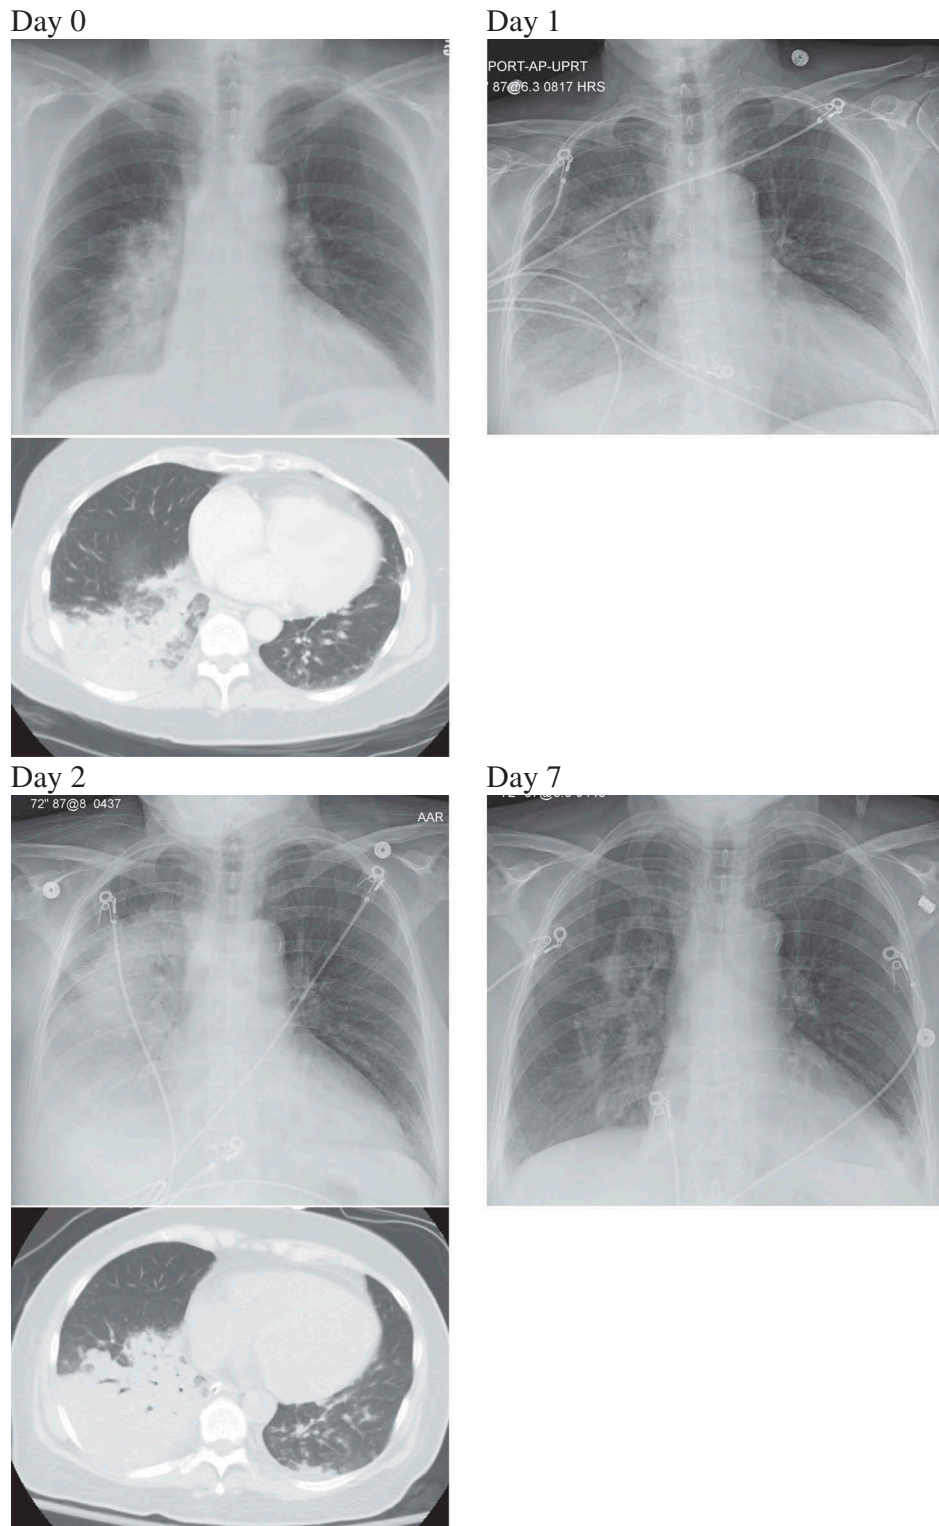 Day 0
Day 1
PORT-AP-UPRT
87@6.3 0817 HRS
Day 2
Day 7
72" 87@8 0437
AAR